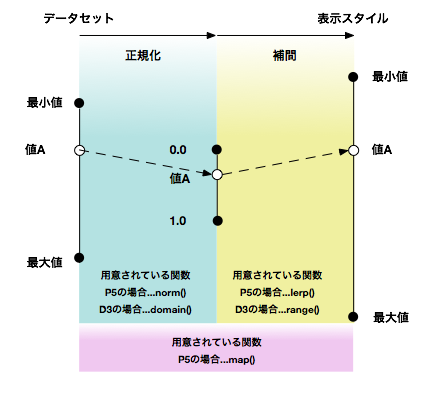 データセット
表示スタイル
正規化
補間
最小値
最小値
値A
0.0
値A
値A
1.0
最大値
最大値
用意されている関数
P5の場合...norm()
D3の場合...domain()
用意されている関数
P5の場合...lerp()
D3の場合...range()
用意されている関数
P5の場合...map()